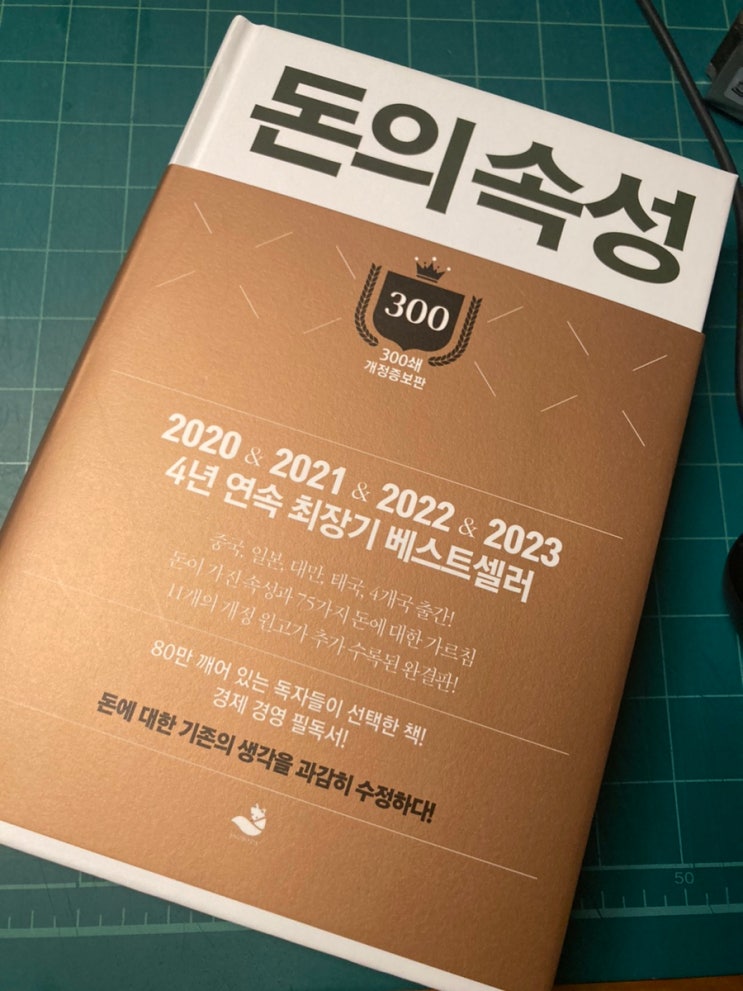 돈의 속성
300
300쇄
개정증보판
2020 & 2021 & 2022 & 2023
4년 연속 최장기 베스트셀러
중국, 일본, 대만, 태국, 4개국 출간!
돈이 가진 속성과 75가지 돈에 대한 가르침
11개의 개정 원고가 추가 수록된 완결판!
80만 깨어 있는 독자들이 선택한 책!
경제 경영 필독서!
돈에 대한 기존의 생각을 과감히 수정하다!
50